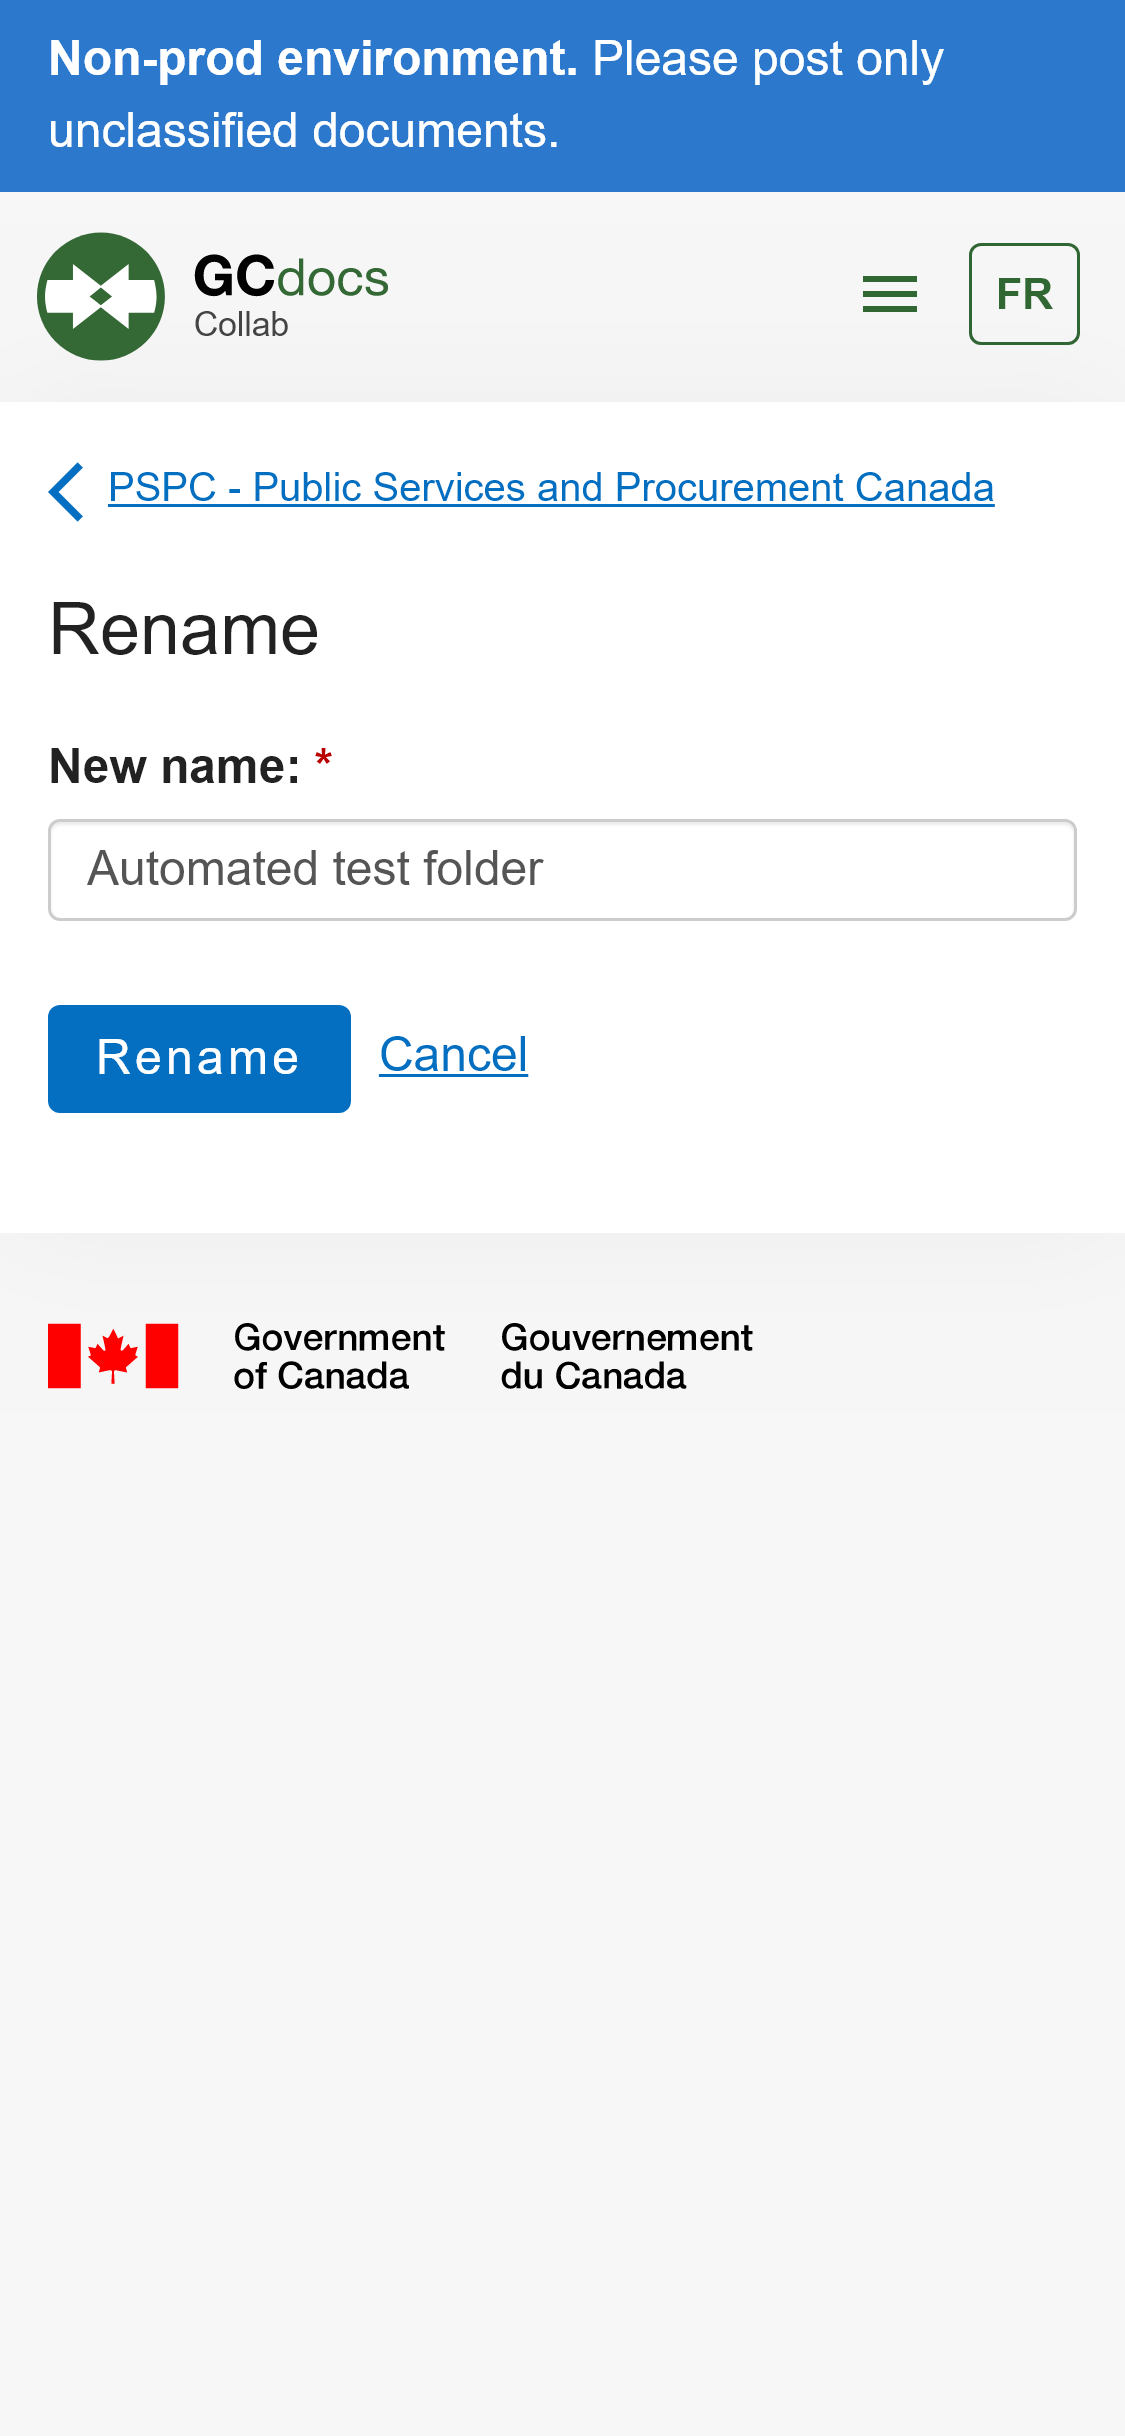 Non-prod environment. Please post only
unclassified documents.
GCdocs
Collab
FR
PSPC - Public Services and Procurement Canada
Rename
New name: *
Automated test folder
Rename Cancel
Government
of Canada
Gouvernement
du Canada